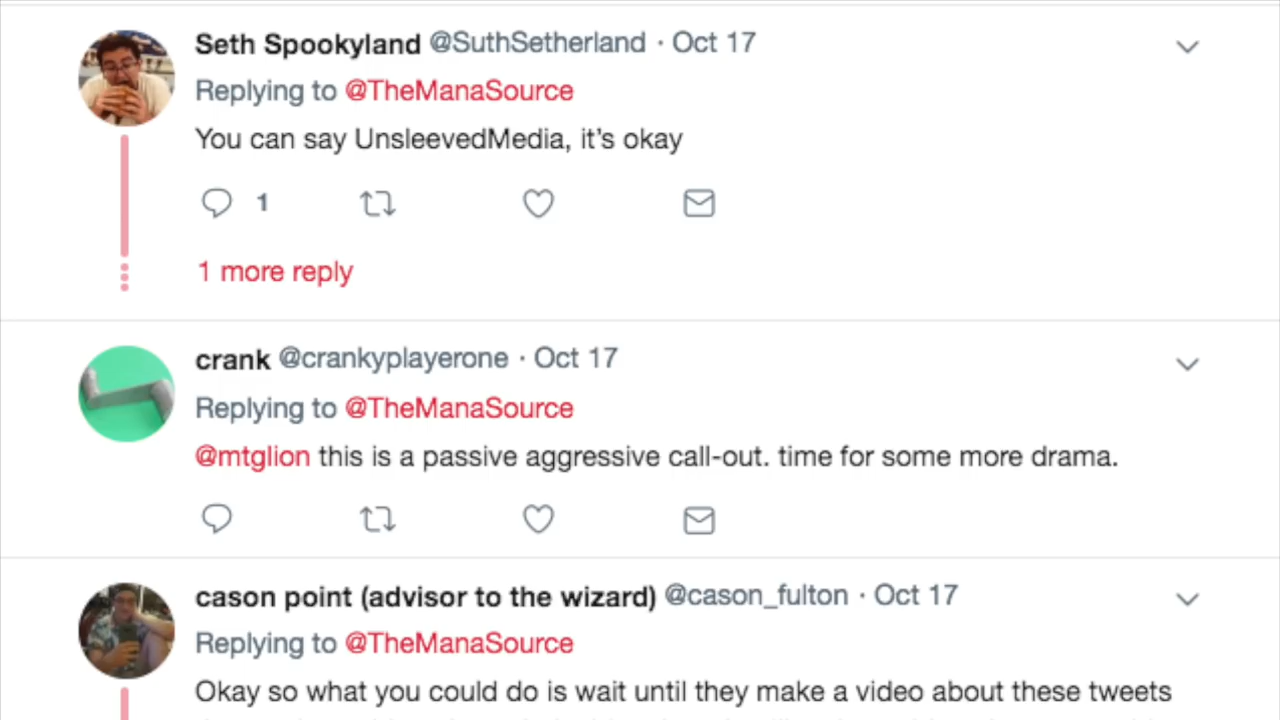 Seth Spookyland @SuthSetherland · Oct 17
Replying to @TheManaSource
You can say UnsleevedMedia, it's okay
1
1 more reply
crank @crankyplayerone · Oct 17
Replying to @TheManaSource
@mtglion this is a passive aggressive call-out. time for some more drama.
cason point (advisor to the wizard) @cason_fulton · Oct 17
Replying to @TheManaSource
Okay so what you could do is wait until they make a video about these tweets